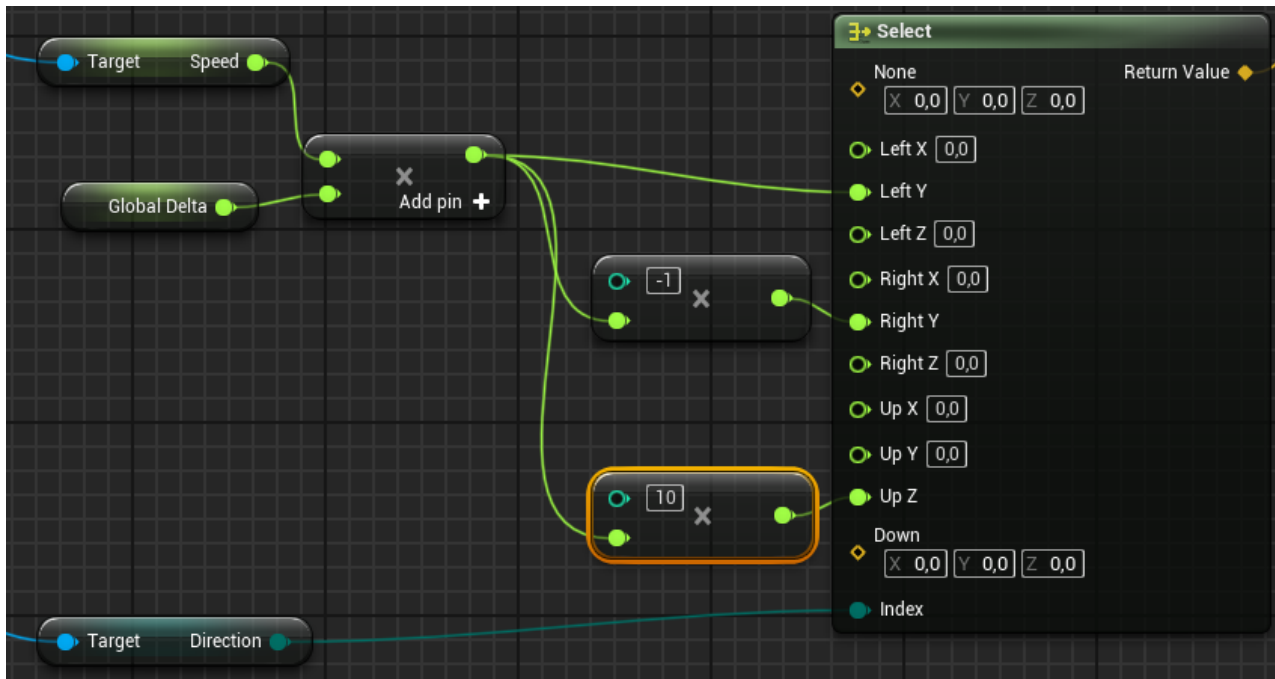 Target Speed
Global Delta
×
Add pin +
-1
×
10
×
Target Direction
Select
None Return Value
X 0,0 Y 0,0 Z 0,0
Left X 0,0
Left Y
Left Z 0,0
Right X 0,0
Right Y
Right Z 0,0
Up X 0,0
Up Y 0,0
Up Z
Down
X 0,0 Y 0,0 Z 0,0
Index